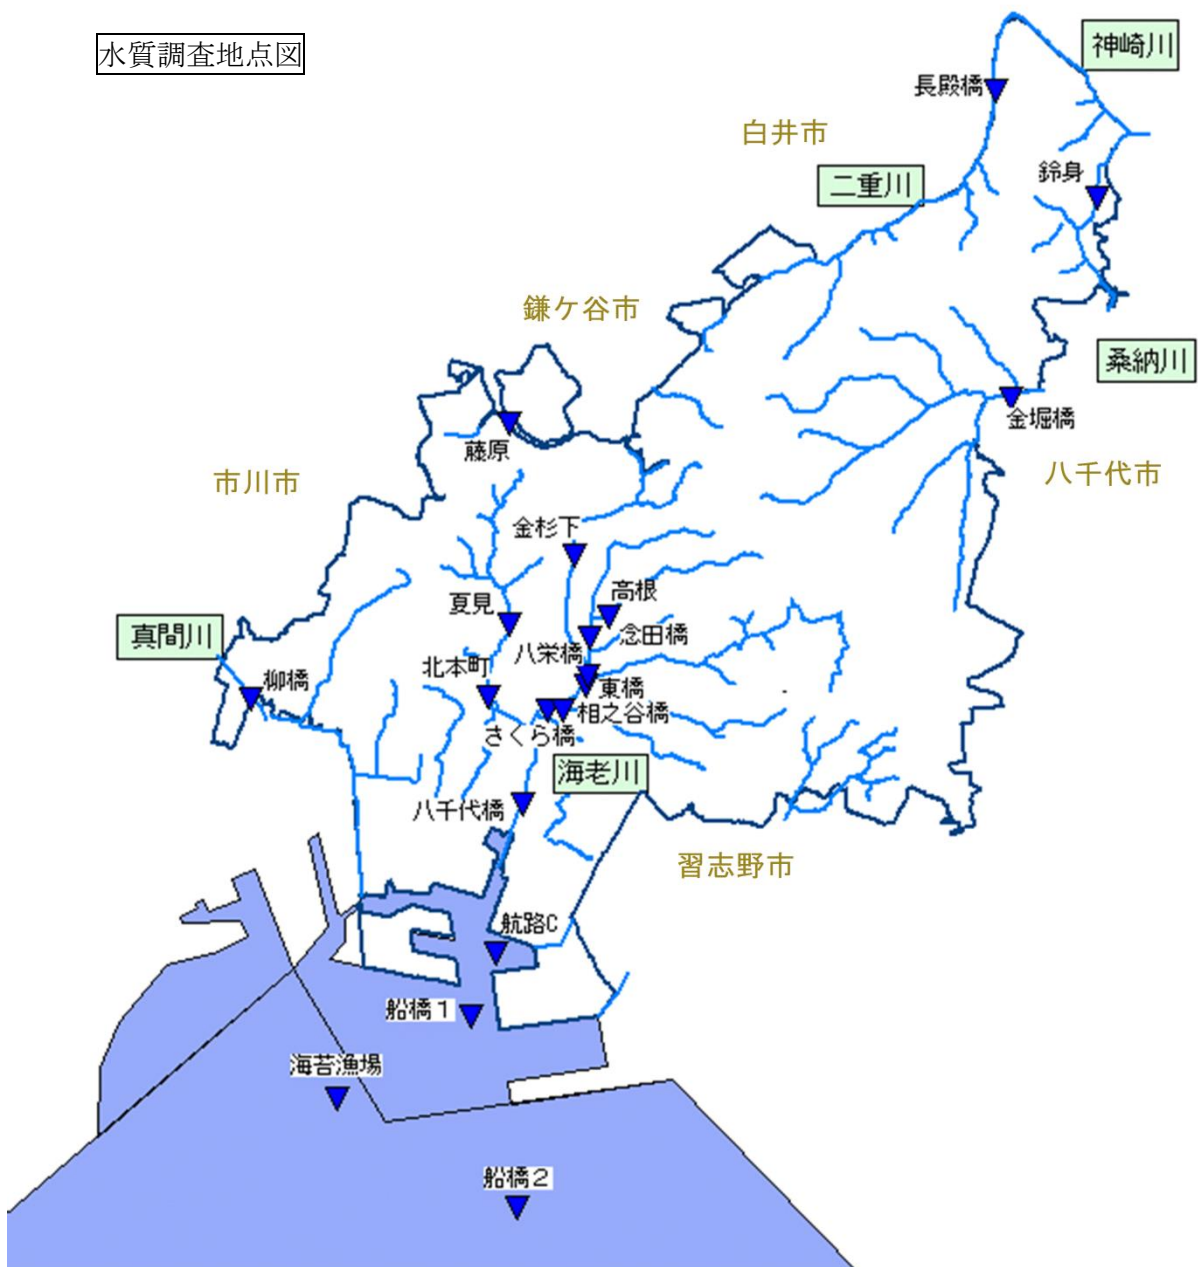 水質調査地点図
神崎川
長殿橋
白井市
鈴身
二重川
鎌ケ谷市
桑納川
金堀橋
藤原
八千代市
市川市
金杉下
高根
夏見
真間川
念田橋
八栄橋
北本町
柳橋
東橋
相之谷橋
さくら橋
海老川
八千代橋
習志野市
航路C
船橋1
海苔漁場
船橋2